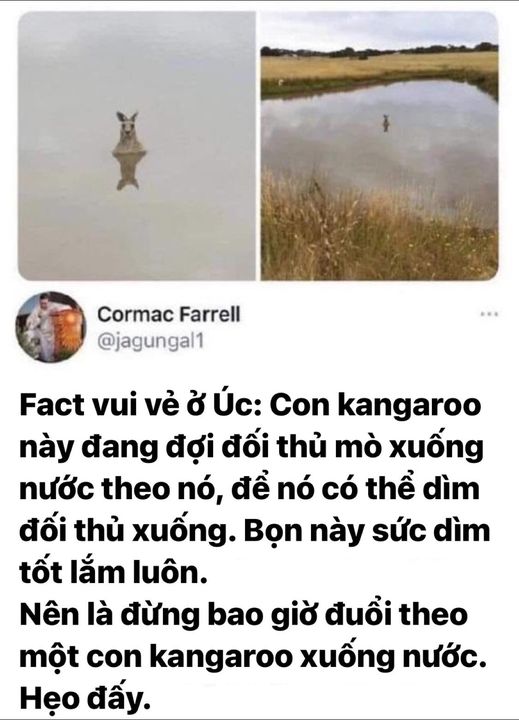 Cormac Farrell
@jagungal1
Fact vui vẻ ở Úc: Con kangaroo
này đang đợi đối thủ mò xuống
nước theo nó, để nó có thể dìm
đối thủ xuống. Bọn này sức dìm
tốt lắm luôn.
Nên là đừng bao giờ đuổi theo
một con kangaroo xuống nước.
Hẹo đấy.